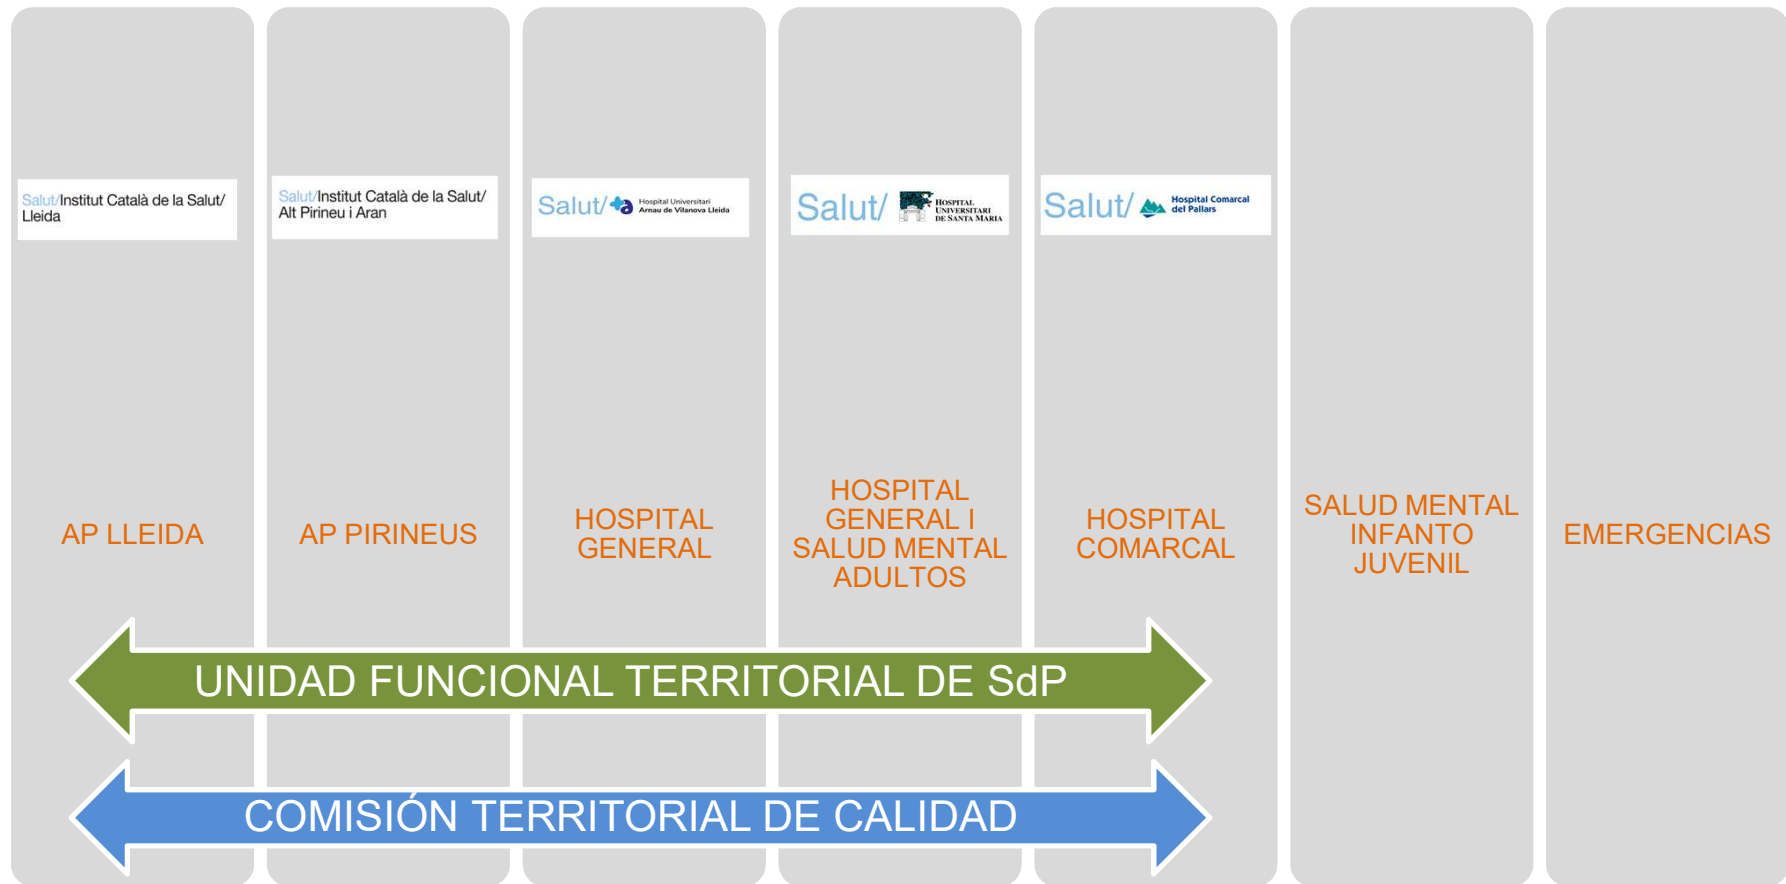 Salut/Institut Català de la Salut/
Lleida
Salut/Institut Català de la Salut/
Alt Pirineu i Aran
Salut/ Hospital Universitari
Arnau de Vilanova Lleida
Salut/ HOSPITAL
UNIVERSITARI
DE SANTA MARIA
Salut/ Hospital Comarcal
del Pallars
AP LLEIDA
AP PIRINEUS
HOSPITAL
GENERAL
HOSPITAL
GENERAL I
SALUD MENTAL
ADULTOS
HOSPITAL
COMARCAL
SALUD MENTAL
INFANTO
JUVENIL
EMERGENCIAS
UNIDAD FUNCIONAL TERRITORIAL DE SdP
COMISIÓN TERRITORIAL DE CALIDAD